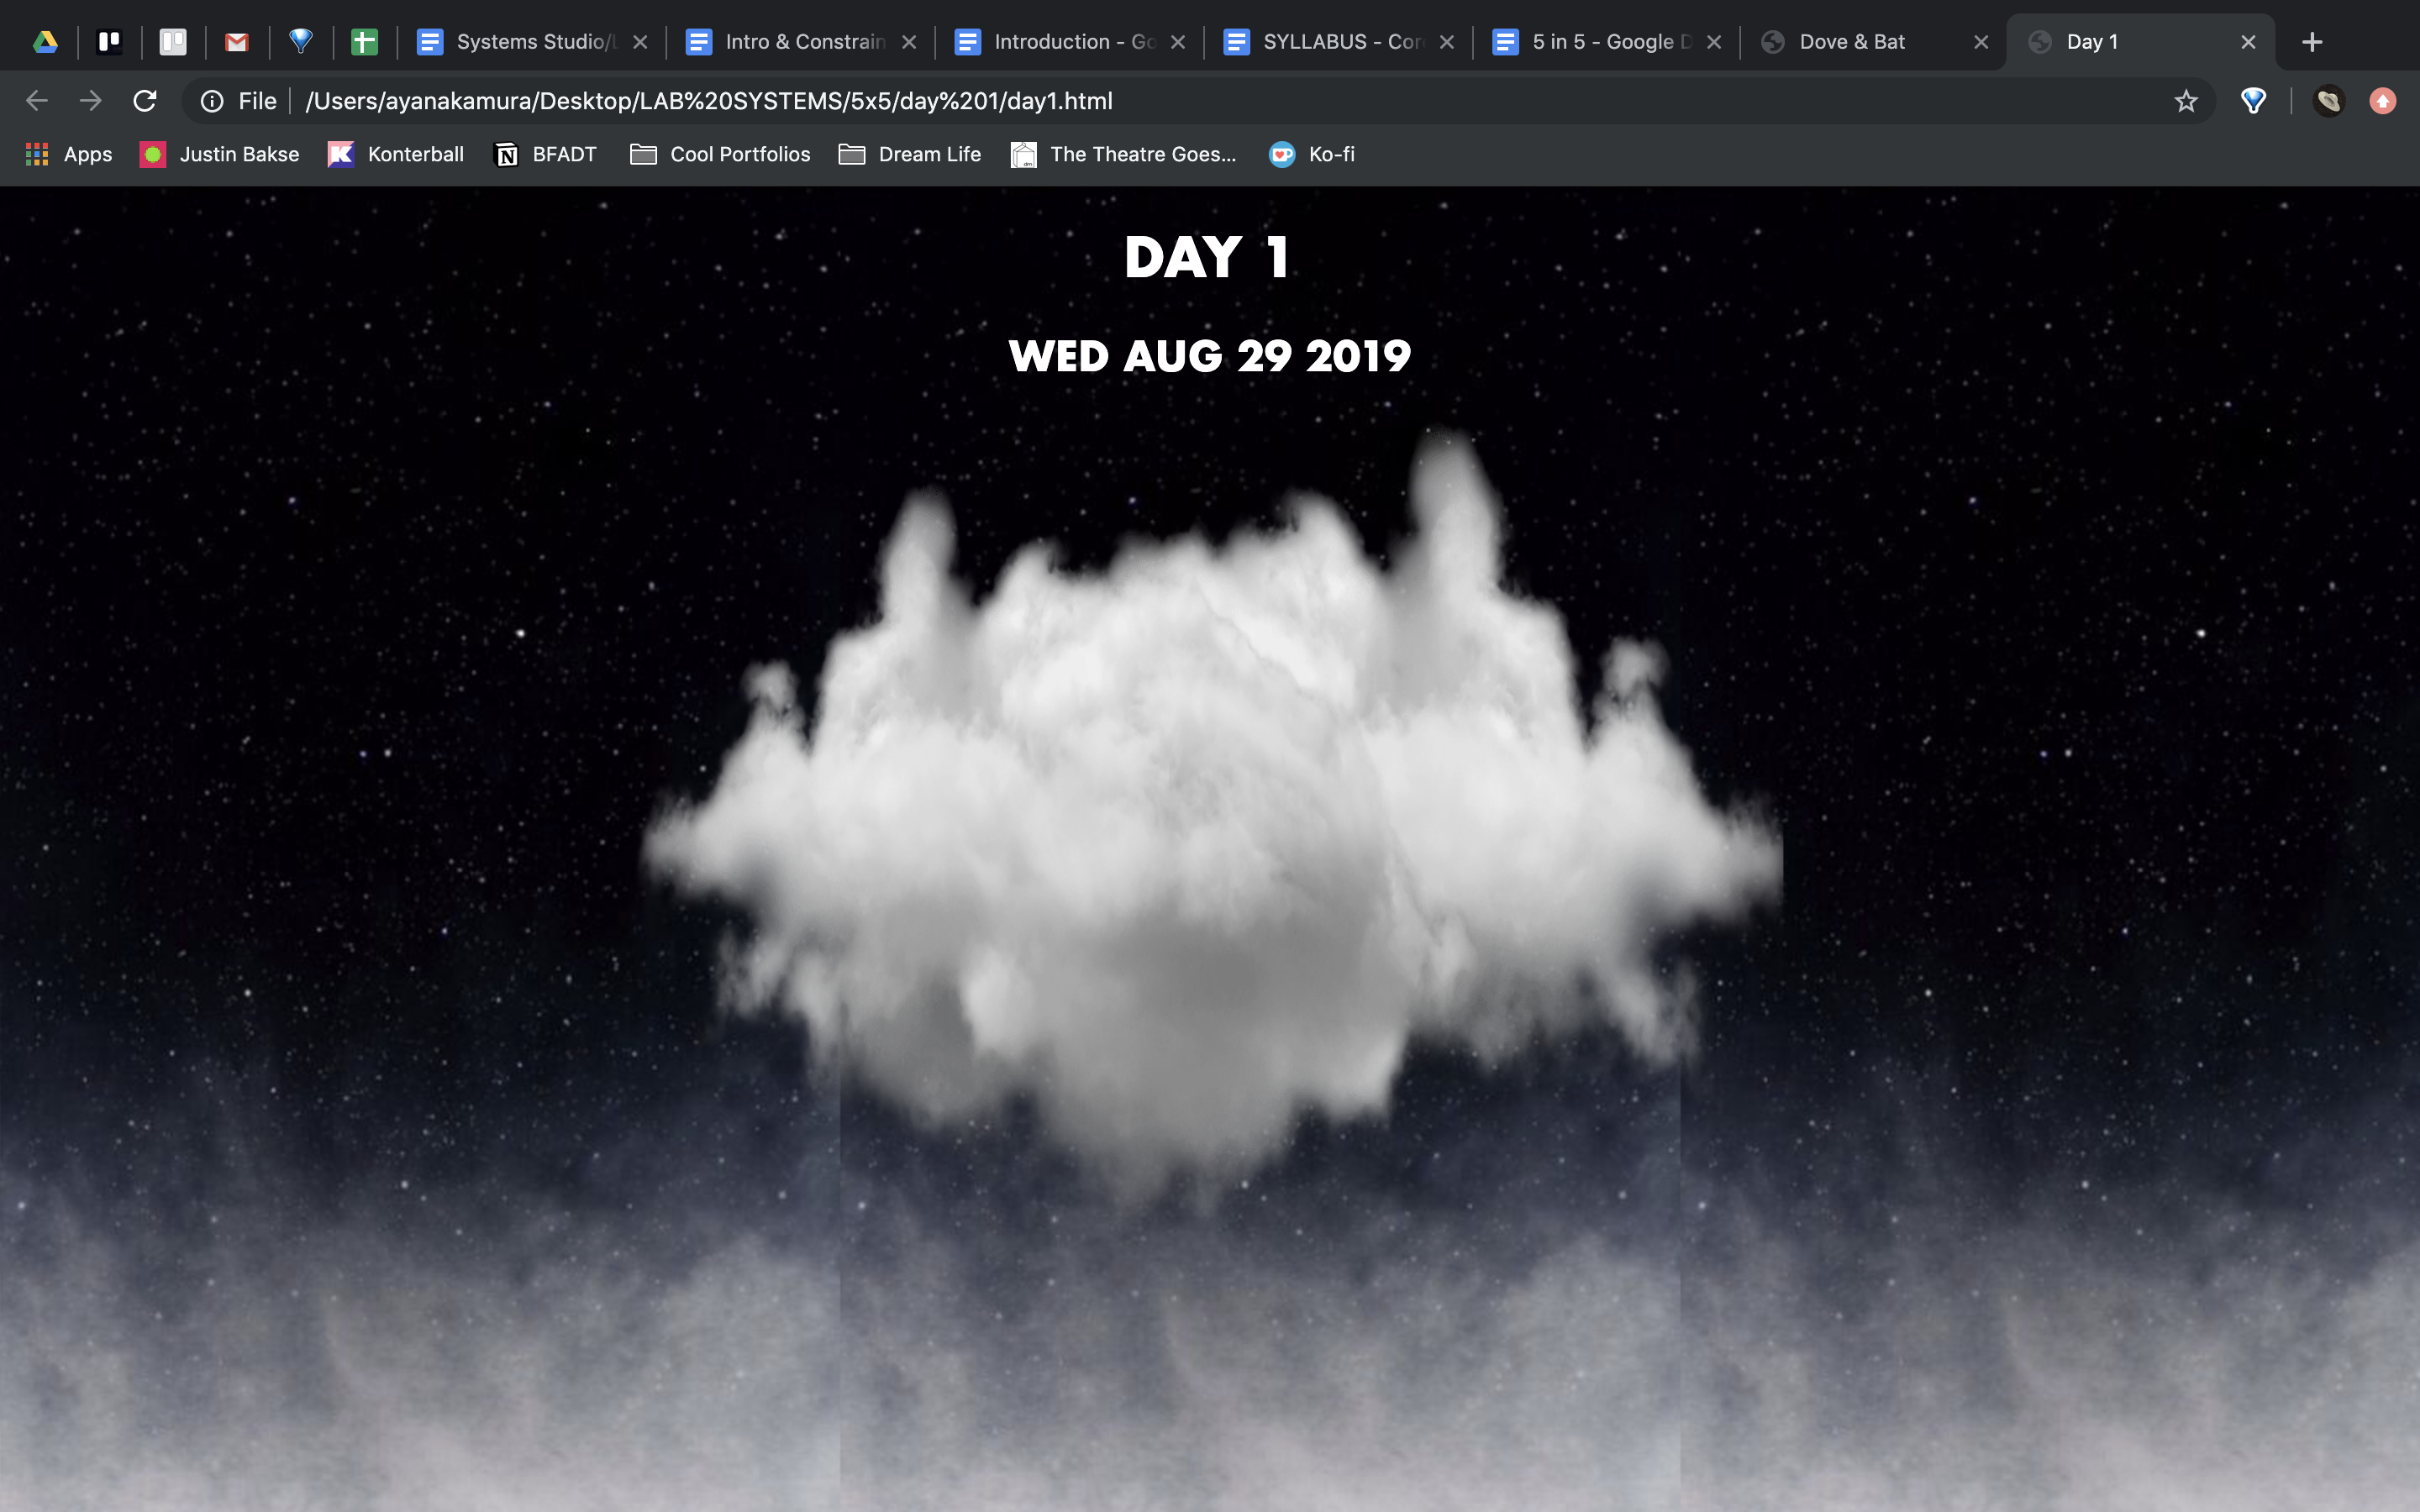 Systems Studio/L
Intro & Constrain
Introduction - Go
SYLLABUS - Cor
5 in 5 - Google D
Dove & Bat
Day 1
File
/Users/ayanakamura/Desktop/LAB%20SYSTEMS/5x5/day%201/day1.html
Apps
Justin Bakse
Konterball
BFADT
Cool Portfolios
Dream Life
The Theatre Goes...
Ko-fi
DAY 1
WED AUG 29 2019